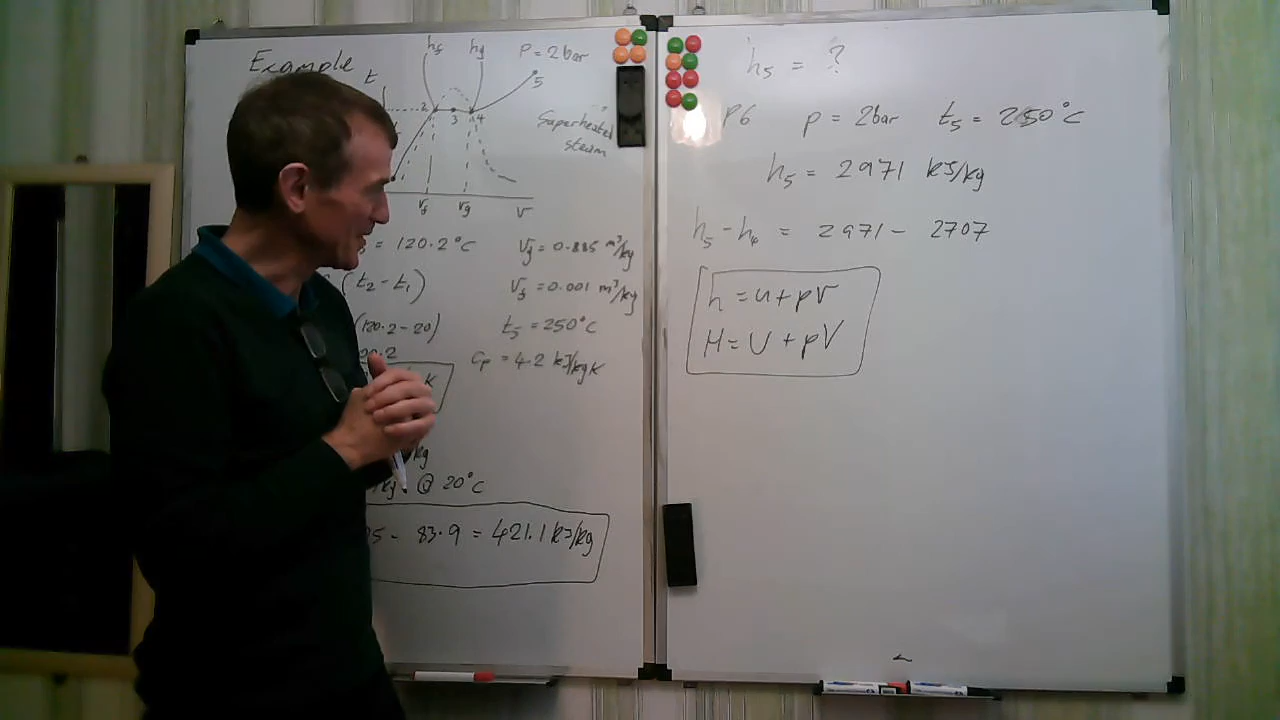 Example
hf hg P = 2bar
t
5
2 3 4
Superheated
steam
vf vg v
= 120.2°C vg = 0.885 m³/kg
(t2 - t1) vf = 0.001 m³/kg
(120.2 - 20) t5 = 250°C
Cp = 4.2 kJ/kgK
K
kg
@ 20°C
- 83.9 = 421.1 kJ/kg
h5 = ?
P6 p = 2bar t5 = 250°C
h5 = 2971 kJ/kg
h5 - h4 = 2971 - 2707
h = u + pv
H = U + pV